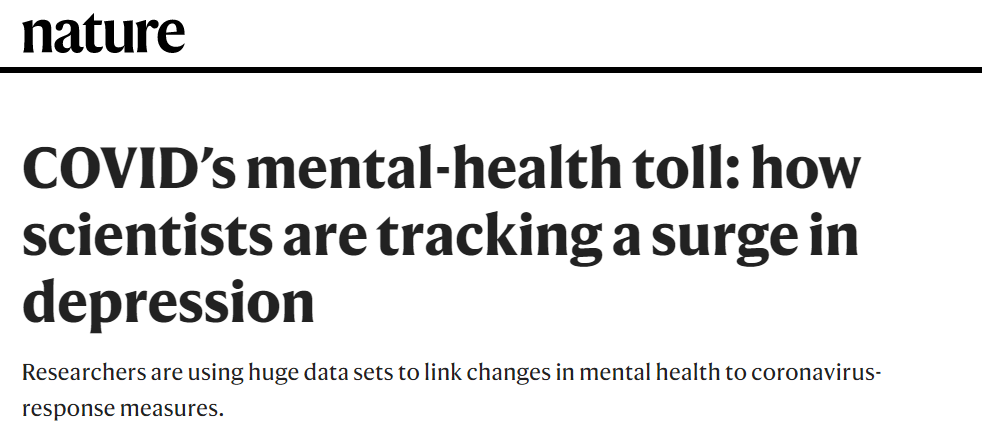 nature
COVID’s mental-health toll: how
scientists are tracking a surge in
depression
Researchers are using huge data sets to link changes in mental health to coronavirus-
response measures.